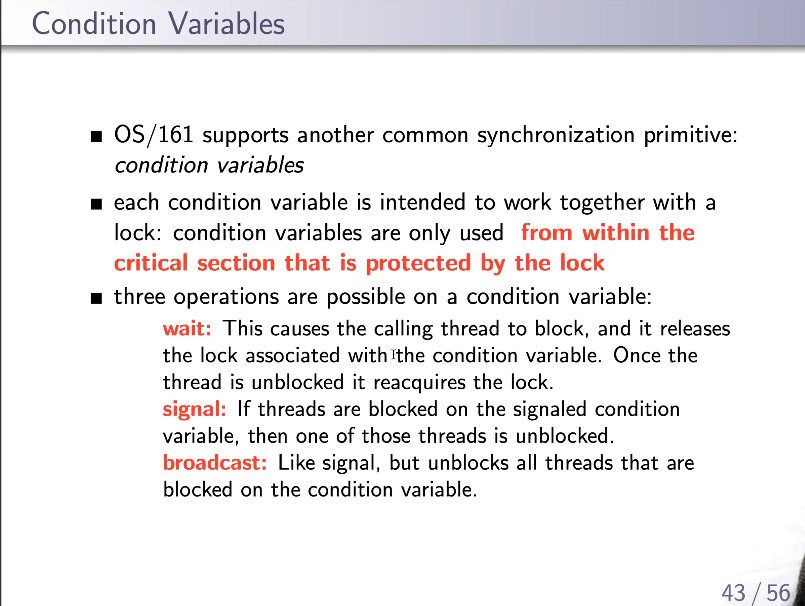 Condition Variables
■ OS/161 supports another common synchronization primitive:
condition variables
■ each condition variable is intended to work together with a
lock: condition variables are only used from within the
critical section that is protected by the lock
■ three operations are possible on a condition variable:
wait: This causes the calling thread to block, and it releases
the lock associated with the condition variable. Once the
thread is unblocked it reacquires the lock.
signal: If threads are blocked on the signaled condition
variable, then one of those threads is unblocked.
broadcast: Like signal, but unblocks all threads that are
blocked on the condition variable.
43 / 56